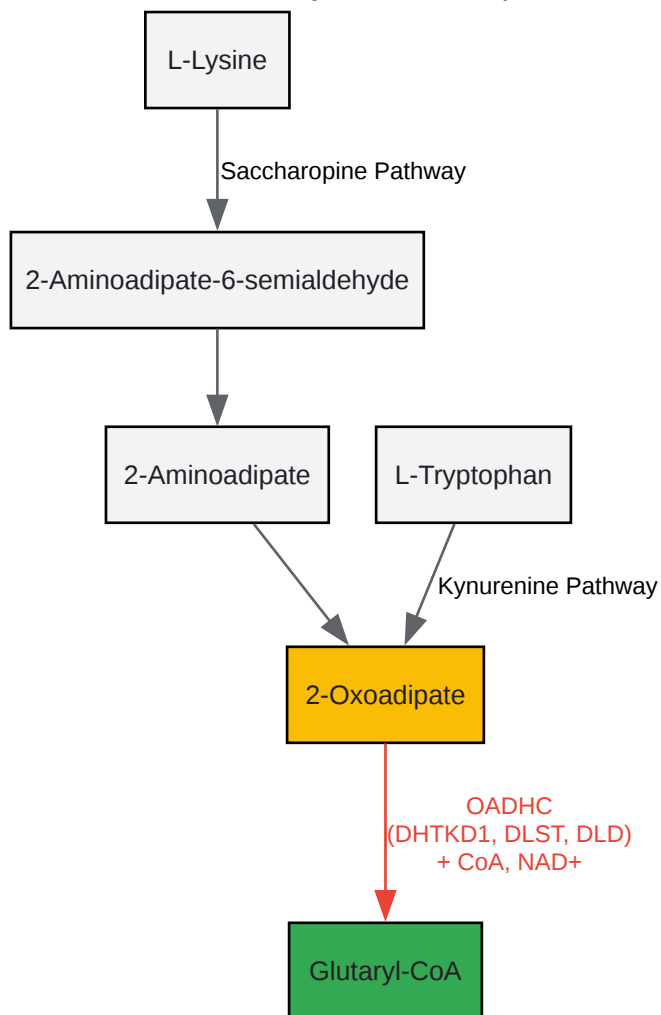 L-Lysine
Saccharopine Pathway
2-Aminoadipate-6-semialdehyde
2-Aminoadipate
L-Tryptophan
Kynurenine Pathway
2-Oxoadipate
OADHC
(DHTKD1, DLST, DLD)
+ CoA, NAD+
Glutaryl-CoA